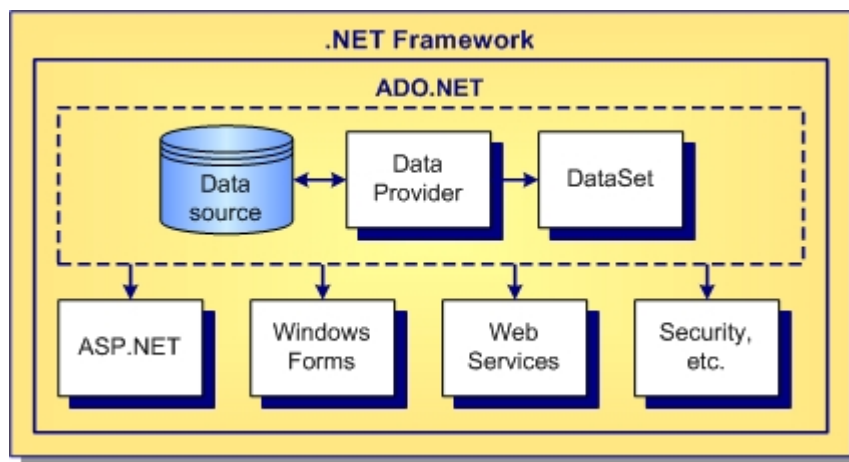 .NET Framework
ADO.NET
Data
source
Data
Provider
DataSet
ASP.NET
Windows
Forms
Web
Services
Security,
etc.